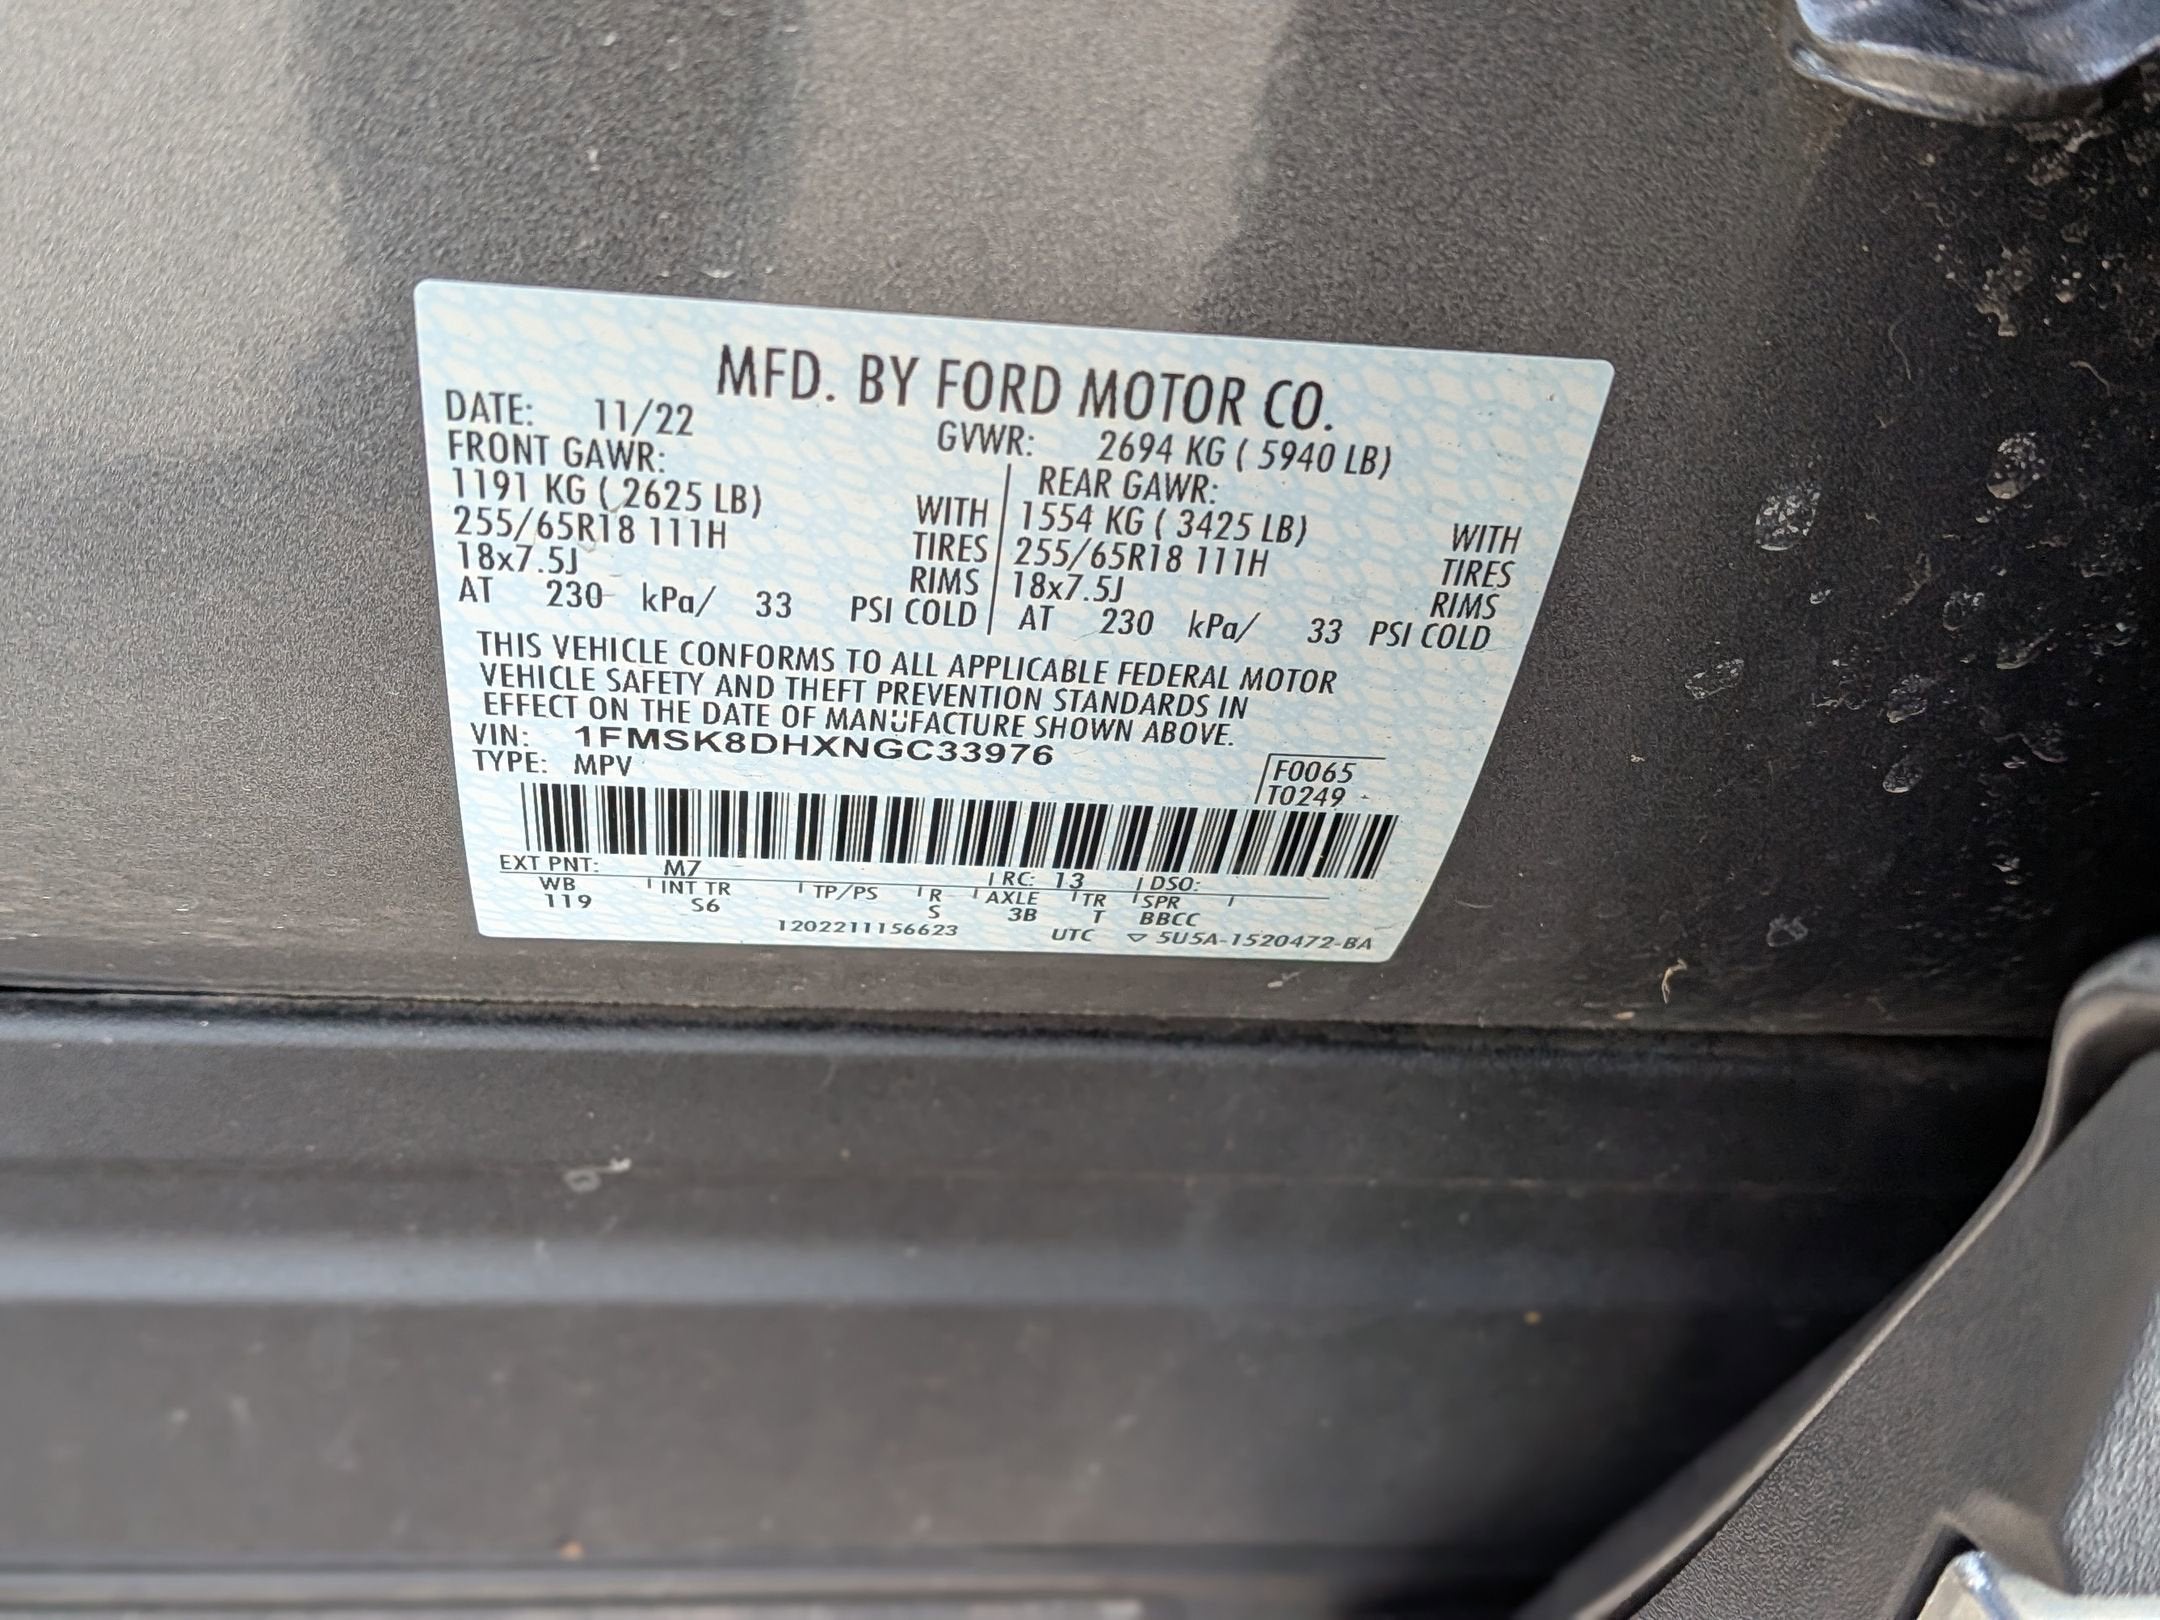 MFD. BY FORD MOTOR CO.
DATE: 11/22 GVWR: 2694 KG ( 5940 LB)
FRONT GAWR: REAR GAWR:
1191 KG ( 2625 LB) WITH 1554 KG ( 3425 LB) WITH
255/65R18 111H TIRES 255/65R18 111H TIRES
18x7.5J RIMS 18x7.5J RIMS
AT 230 kPa/ 33 PSI COLD AT 230 kPa/ 33 PSI COLD
THIS VEHICLE CONFORMS TO ALL APPLICABLE FEDERAL MOTOR
VEHICLE SAFETY AND THEFT PREVENTION STANDARDS IN
EFFECT ON THE DATE OF MANUFACTURE SHOWN ABOVE.
VIN: 1FMSK8DHXNGC33976
TYPE: MPV F0065
T0249
EXT PNT: M7 RC: 13 DSO:
WB INT TR TP/PS R AXLE TR SPR
119 S6 S 3B T BBCC
1202211156623 UTC ▽ 5U5A-1520472-BA